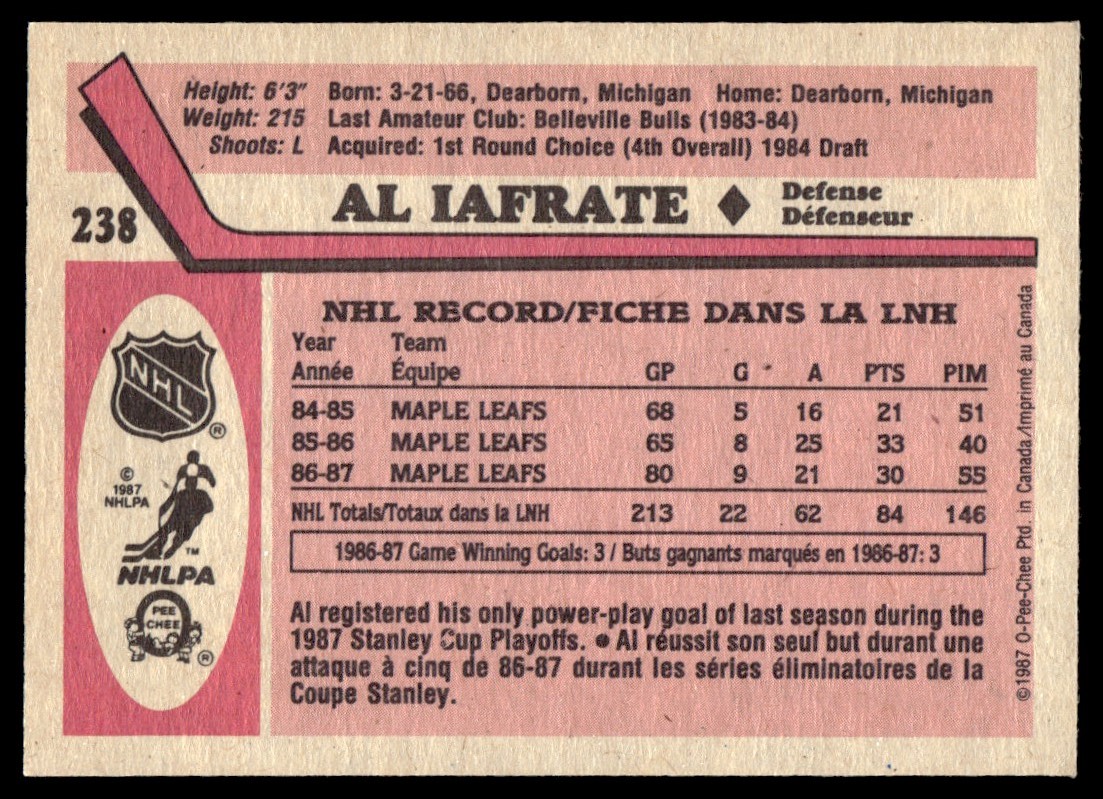 Height: 6'3" Born: 3-21-66, Dearborn, Michigan Home: Dearborn, Michigan
Weight: 215 Last Amateur Club: Belleville Bulls (1983-84)
Shoots: L Acquired: 1st Round Choice (4th Overall) 1984 Draft
238
AL IAFRATE ♦ Defense
Défenseur
NHL RECORD/FICHE DANS LA LNH
Year Team
Année Équipe GP G A PTS PIM
84-85 MAPLE LEAFS 68 5 16 21 51
85-86 MAPLE LEAFS 65 8 25 33 40
86-87 MAPLE LEAFS 80 9 21 30 55
NHL Totals/Totaux dans la LNH 213 22 62 84 146
1986-87 Game Winning Goals: 3 / Buts gagnants marqués en 1986-87: 3
Al registered his only power-play goal of last season during the
1987 Stanley Cup Playoffs. ● Al réussit son seul but durant une
attaque à cinq de 86-87 durant les séries éliminatoires de la
Coupe Stanley.
NHL
®
©
1987
NHLPA
™
NHLPA
PEE
CHEE
®
©1987 O-Pee-Chee Ptd. in Canada/Imprimé au Canada